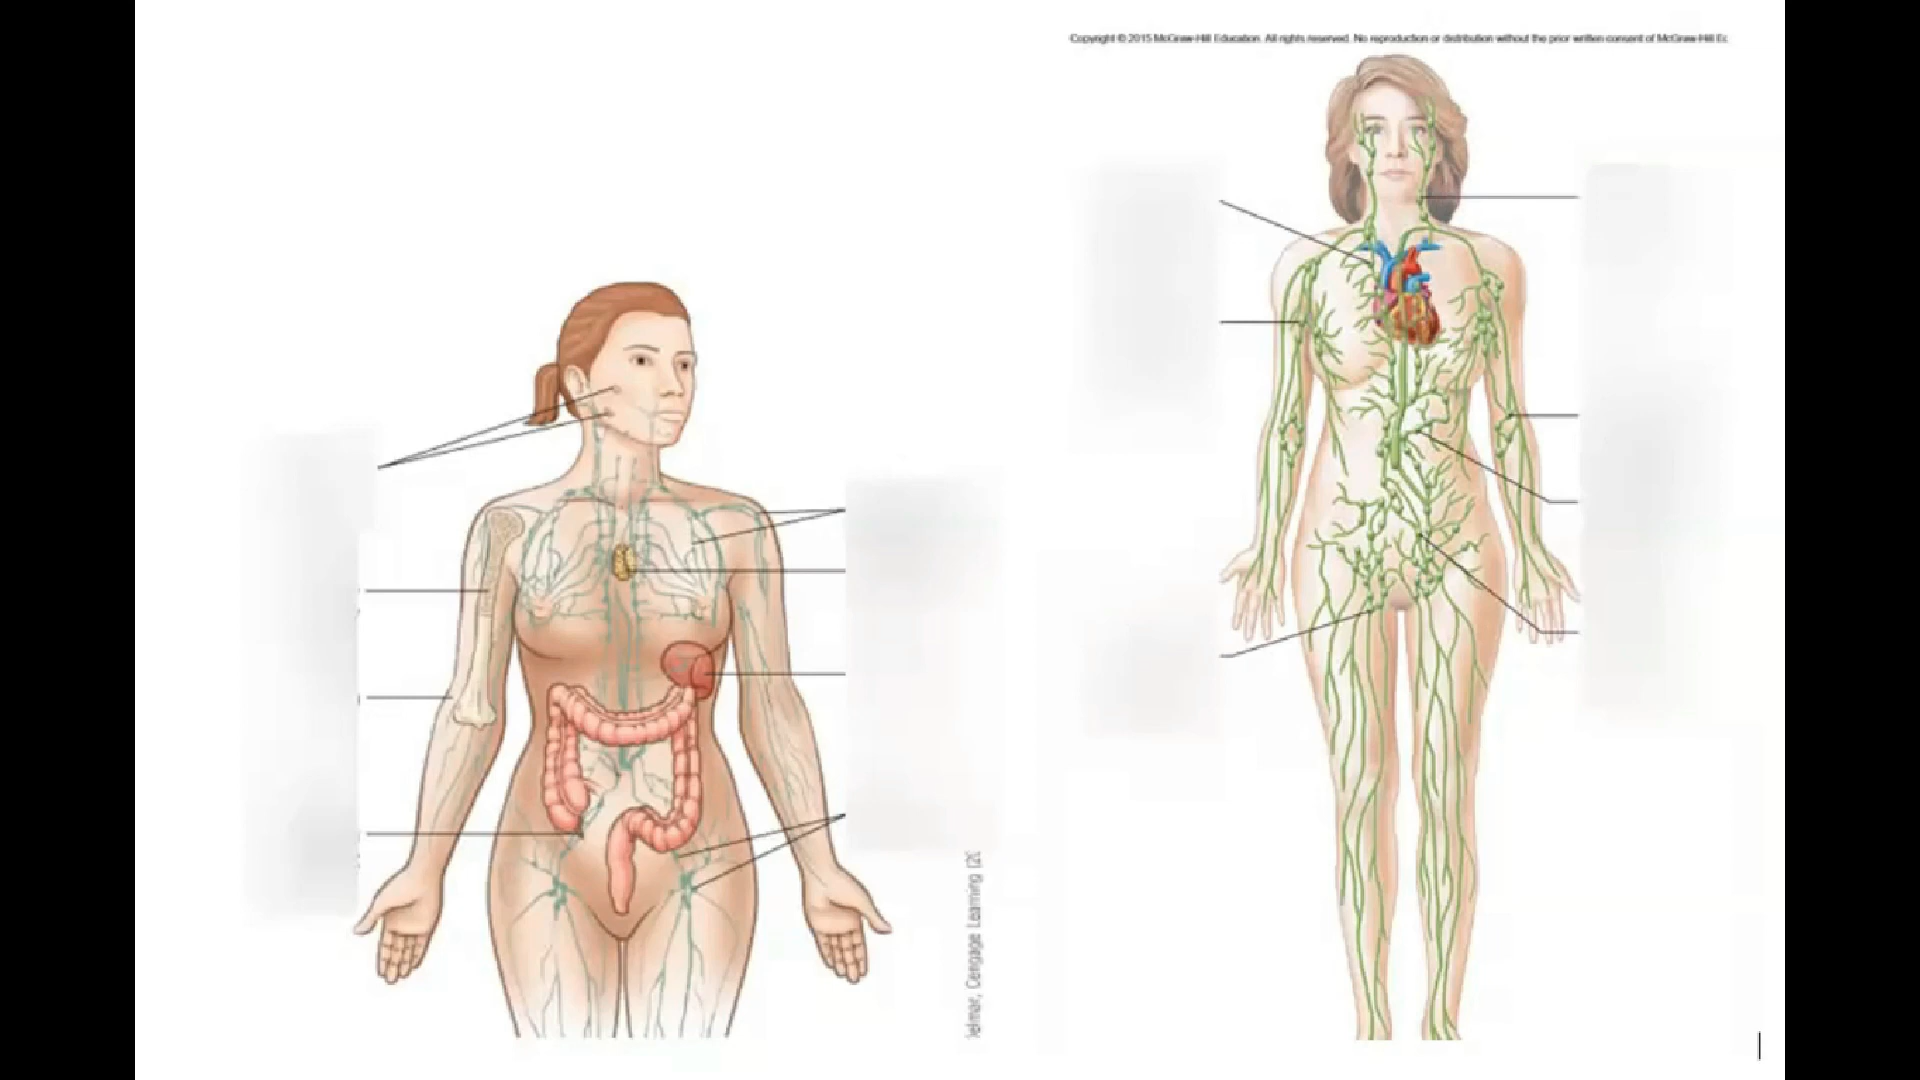 Copyright © 2015 McGraw-Hill Education. All rights reserved. No reproduction or distribution without the prior written consent of McGraw-Hill Ec
Delmar, Cengage Learning (20